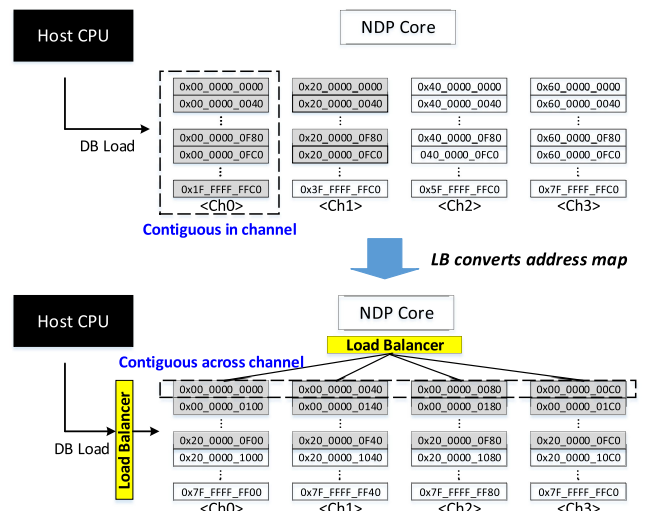 Host CPU
NDP Core
DB Load
0x00_0000_0000 0x20_0000_0000 0x40_0000_0000 0x60_0000_0000
0x00_0000_0040 0x20_0000_0040 0x40_0000_0040 0x60_0000_0040
0x00_0000_0F80 0x20_0000_0F80 0x40_0000_0F80 0x60_0000_0F80
0x00_0000_0FC0 0x20_0000_0FC0 040_0000_0FC0 0x60_0000_0FC0
0x1F_FFFF_FFC0 0x3F_FFFF_FFC0 0x5F_FFFF_FFC0 0x7F_FFFF_FFC0
<Ch0> <Ch1> <Ch2> <Ch3>
Contiguous in channel
LB converts address map
Host CPU
NDP Core
Load Balancer
Contiguous across channel
DB Load
Load Balancer
0x00_0000_0000 0x00_0000_0040 0x00_0000_0080 0x00_0000_00C0
0x00_0000_0100 0x00_0000_0140 0x00_0000_0180 0x00_0000_01C0
0x20_0000_0F00 0x20_0000_0F40 0x20_0000_0F80 0x20_0000_0FC0
0x20_0000_1000 0x20_0000_1040 0x20_0000_1080 0x20_0000_10C0
0x7F_FFFF_FF00 0x7F_FFFF_FF40 0x7F_FFFF_FF80 0x7F_FFFF_FFC0
<Ch0> <Ch1> <Ch2> <Ch3>